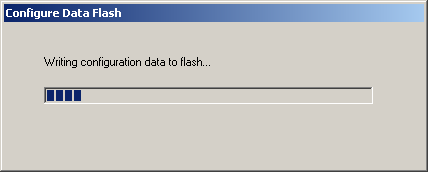 Configure Data Flash
Writing configuration data to flash...